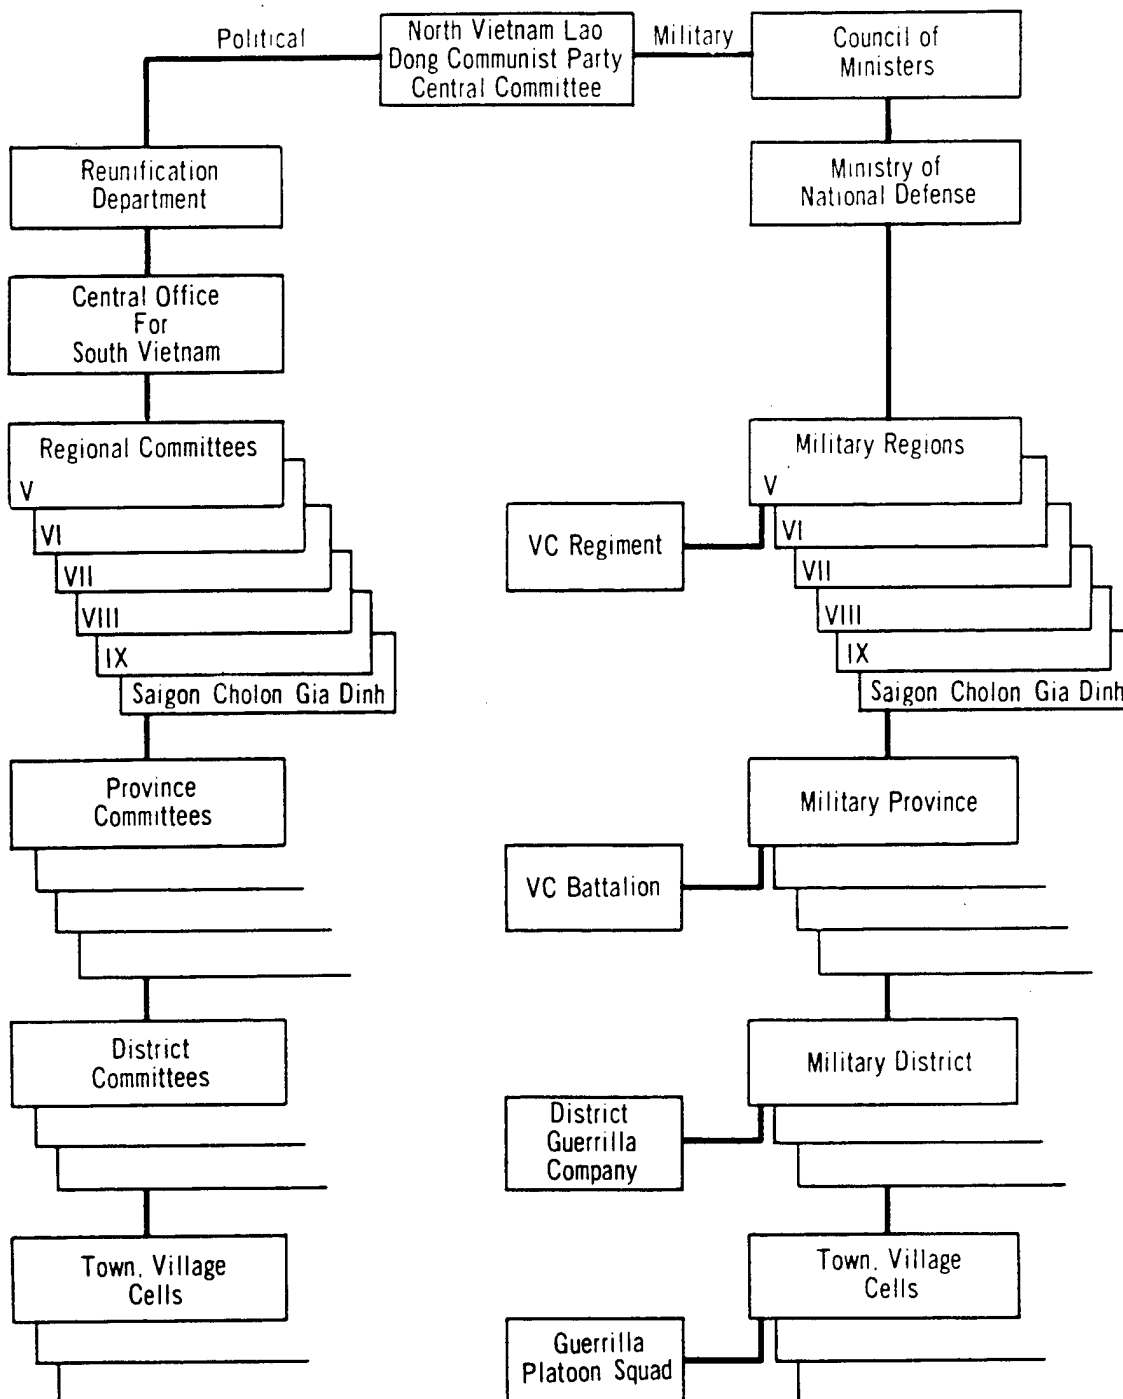 Political
North Vietnam Lao
Dong Communist Party
Central Committee
Military
Council of
Ministers
Reunification
Department
Ministry of
National Defense
Central Office
For
South Vietnam
Regional Committees
V
VI
VII
VIII
IX
Saigon Cholon Gia Dinh
Military Regions
V
VI
VII
VIII
IX
Saigon Cholon Gia Dinh
VC Regiment
Province
Committees
Military Province
VC Battalion
District
Committees
Military District
District
Guerrilla
Company
Town, Village
Cells
Town, Village
Cells
Guerrilla
Platoon Squad